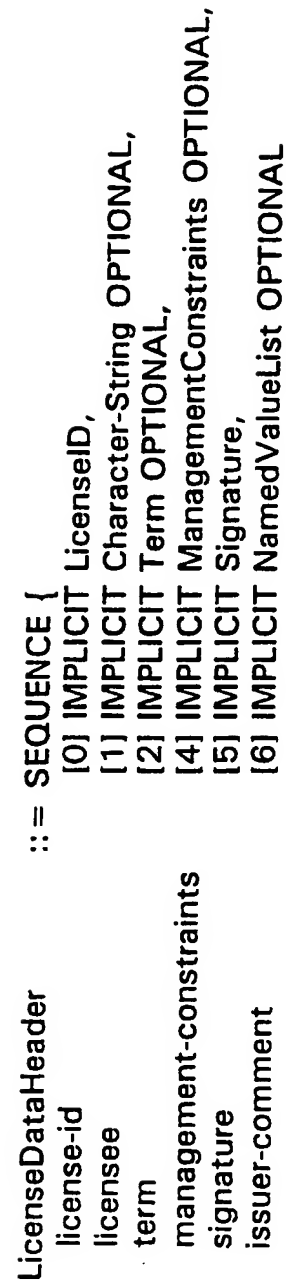 LicenseDataHeader ::= SEQUENCE {
license-id [0] IMPLICIT LicenseID,
licensee [1] IMPLICIT Character-String OPTIONAL,
term [2] IMPLICIT Term OPTIONAL,
management-constraints [4] IMPLICIT ManagementConstraints OPTIONAL,
signature [5] IMPLICIT Signature,
issuer-comment [6] IMPLICIT NamedValueList OPTIONAL